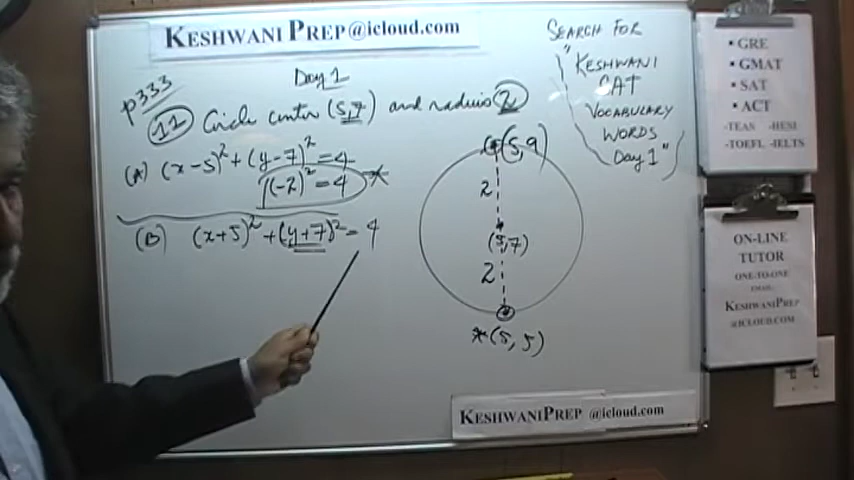 KESHWANI PREP@icloud.com
Day 1
p333
11 Circle center (5,7) and radius 2
(A) (x-5)²+(y-7)²=4
(-2)²=4
(B) (x+5)²+(y+7)²=4
(5,9)
2
(5,7)
2
*(5,5)
SEARCH FOR
"KESHWANI
CAT
VOCABULARY
WORDS
Day 1"
• GRE
• GMAT
• SAT
• ACT
-TEAS -HESI
-TOEFL -IELTS
ON-LINE
TUTOR
ONE-TO-ONE
EMAIL
KESHWANIPREP
@ICLOUD.COM
KESHWANIPREP @icloud.com